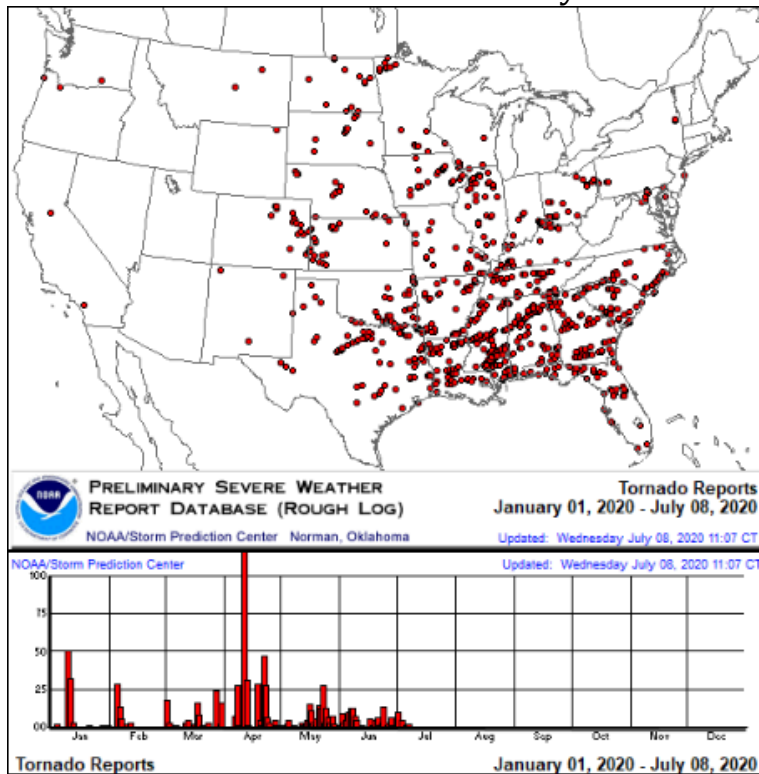 NOAA
PRELIMINARY SEVERE WEATHER
REPORT DATABASE (ROUGH LOG)
NOAA/Storm Prediction Center Norman, Oklahoma
Tornado Reports
January 01, 2020 - July 08, 2020
Updated: Wednesday July 08, 2020 11:07 CT
NOAA/Storm Prediction Center
Updated: Wednesday July 08, 2020 11:07 CT
100
75
50
25
00
Jan Feb Mar Apr May Jun Jul Aug Sep Oct Nov Dec
Tornado Reports
January 01, 2020 - July 08, 2020